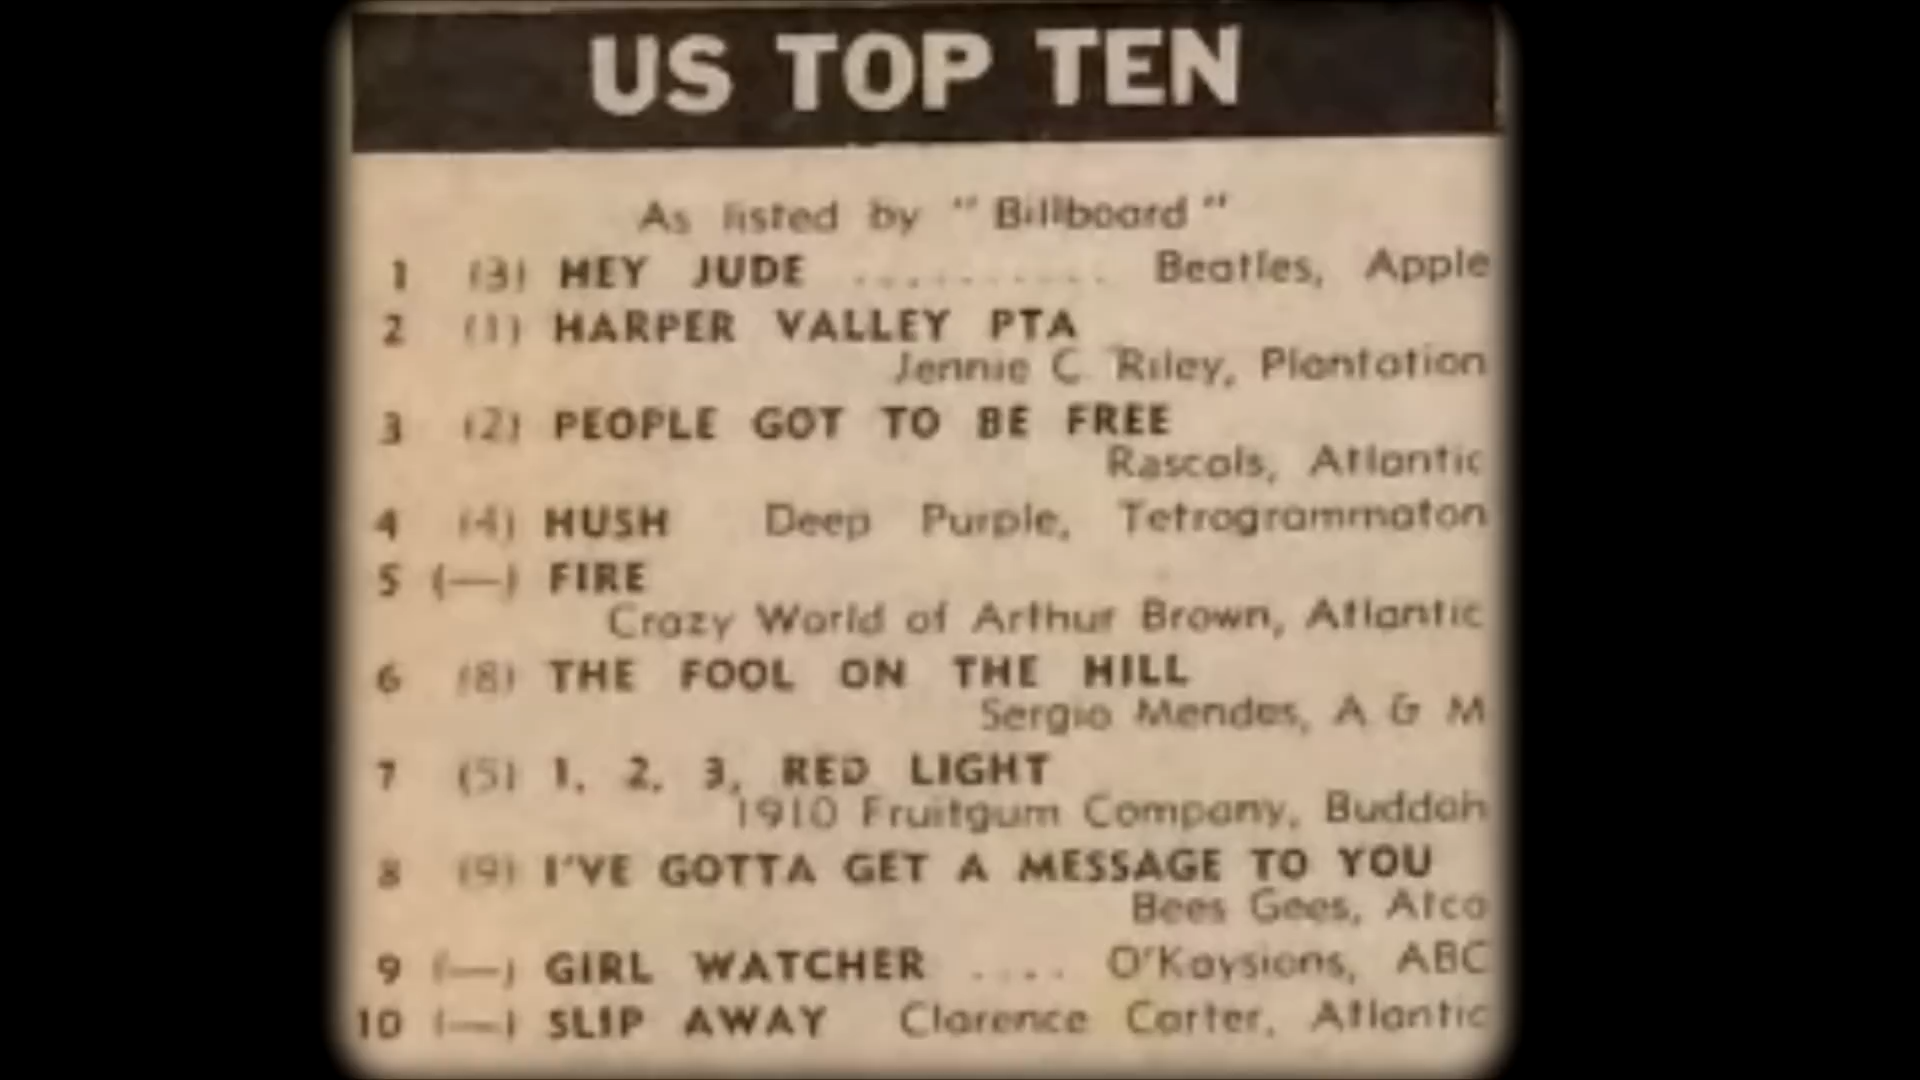 US TOP TEN
As listed by "Billboard"
1 (3) HEY JUDE .......... Beatles, Apple
2 (1) HARPER VALLEY PTA
Jennie C. Riley, Plantation
3 (2) PEOPLE GOT TO BE FREE
Rascals, Atlantic
4 (4) HUSH Deep Purple, Tetrogrammaton
5 (—) FIRE
Crazy World of Arthur Brown, Atlantic
6 (8) THE FOOL ON THE HILL
Sergio Mendes, A & M
7 (5) 1, 2, 3, RED LIGHT
1910 Fruitgum Company, Buddah
8 (9) I'VE GOTTA GET A MESSAGE TO YOU
Bees Gees, Atco
9 (—) GIRL WATCHER .... O'Kaysions, ABC
10 (—) SLIP AWAY Clarence Carter, Atlantic